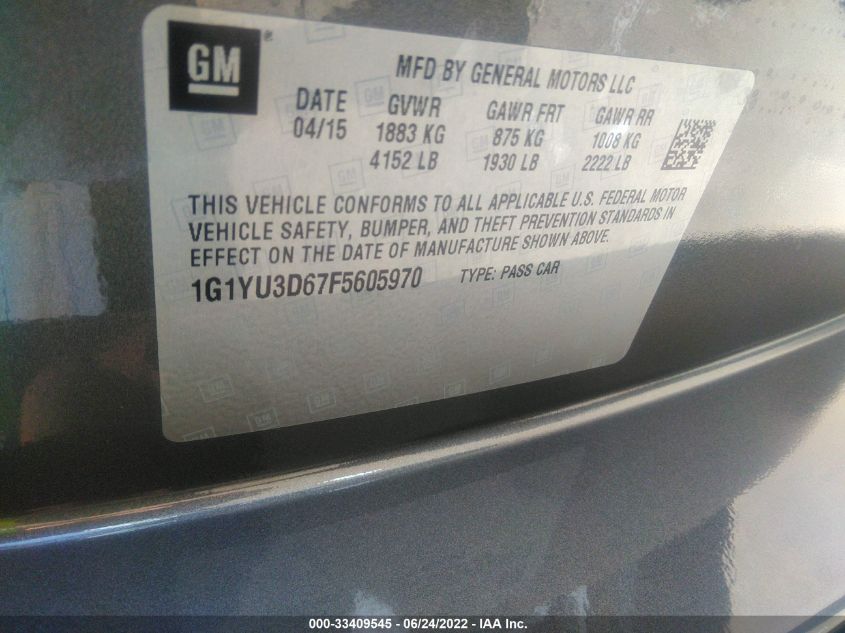 GM
MFD BY GENERAL MOTORS LLC
DATE GVWR GAWR FRT GAWR RR
04/15 1883 KG 875 KG 1008 KG
4152 LB 1930 LB 2222 LB
THIS VEHICLE CONFORMS TO ALL APPLICABLE U.S. FEDERAL MOTOR
VEHICLE SAFETY, BUMPER, AND THEFT PREVENTION STANDARDS IN
EFFECT ON THE DATE OF MANUFACTURE SHOWN ABOVE.
1G1YU3D67F5605970 TYPE: PASS CAR
000-33409545 - 06/24/2022 - IAA Inc.